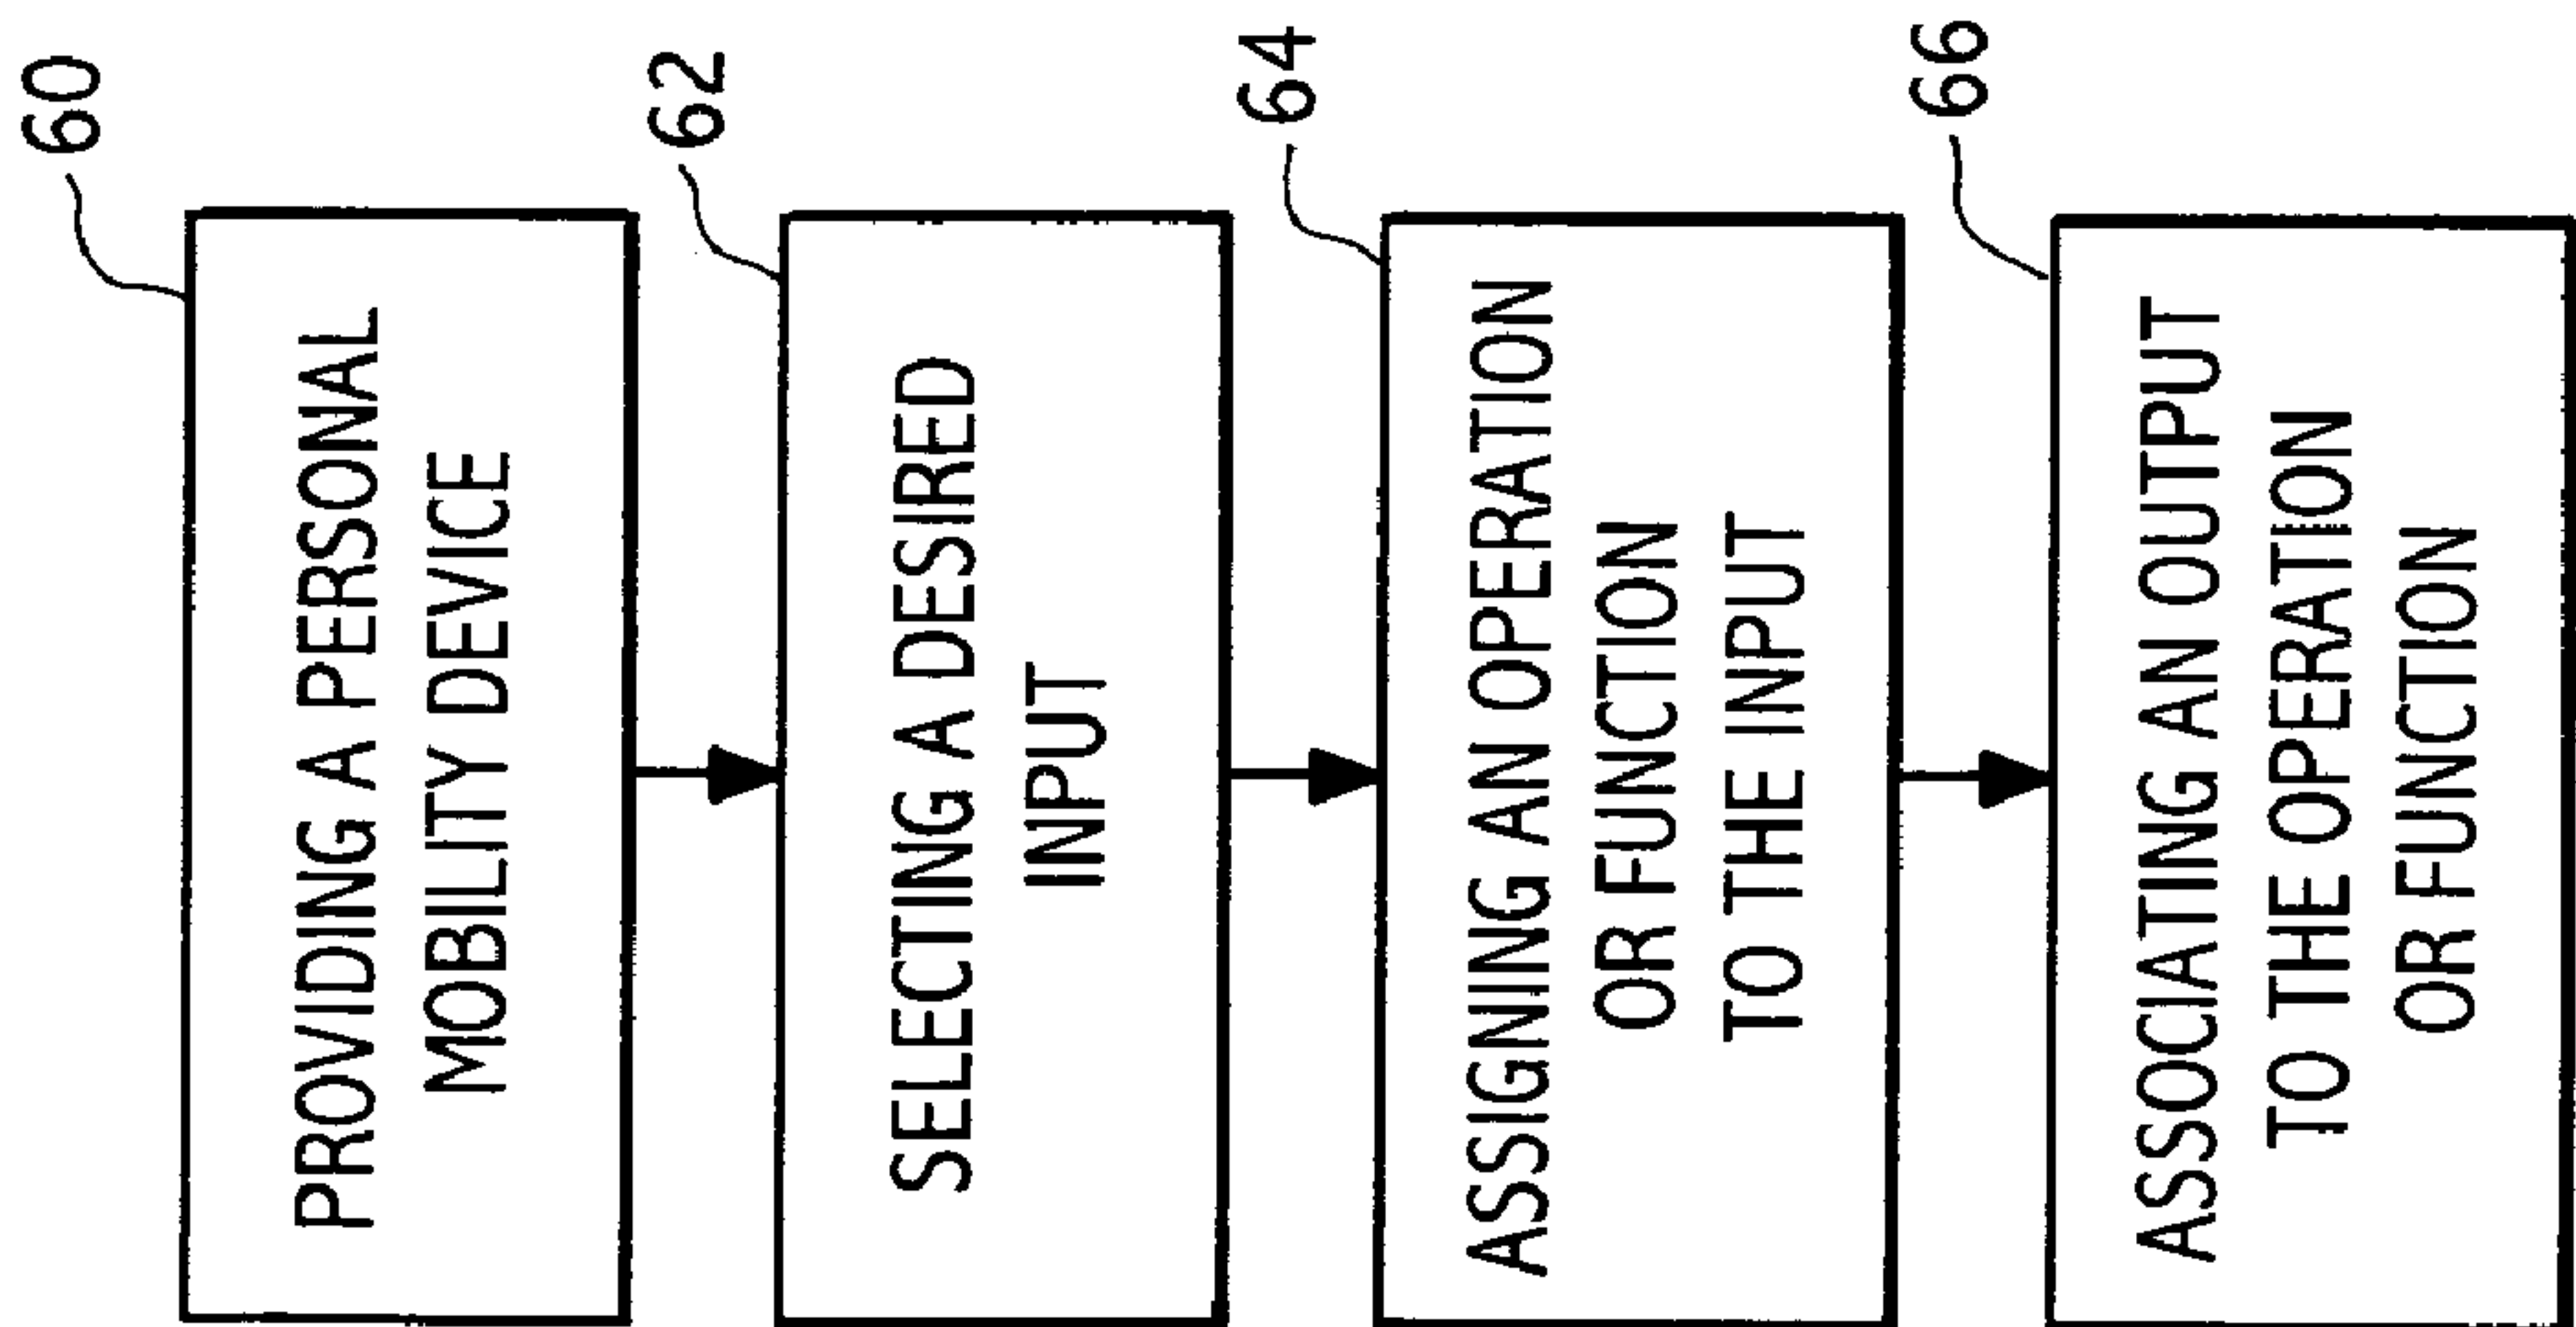 60
PROVIDING A PERSONAL
MOBILITY DEVICE
62
SELECTING A DESIRED
INPUT
64
ASSIGNING AN OPERATION
OR FUNCTION
TO THE INPUT
66
ASSOCIATING AN OUTPUT
TO THE OPERATION
OR FUNCTION